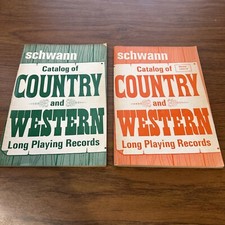 schwann
Catalog of
COUNTRY
and
WESTERN
Long Playing Records
schwann
Catalog of
COUNTRY
and
WESTERN
Long Playing Records